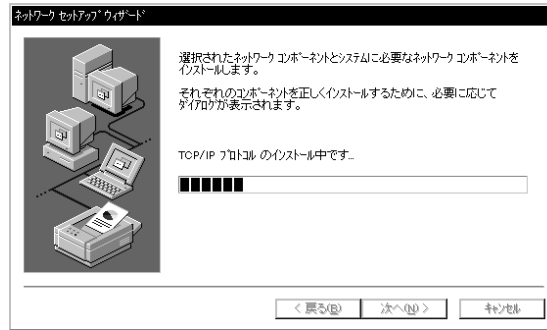 ﾈｯﾄﾜｰｸ ｾｯﾄｱｯﾌﾟ ｳｨｻﾞｰﾄﾞ
選択されたﾈｯﾄﾜｰｸ ｺﾝﾎﾟｰﾈﾝﾄとｼｽﾃﾑに必要なﾈｯﾄﾜｰｸ ｺﾝﾎﾟｰﾈﾝﾄを
ｲﾝｽﾄｰﾙします。
それぞれのｺﾝﾎﾟｰﾈﾝﾄを正しくｲﾝｽﾄｰﾙするために、必要に応じて
ﾀﾞｲｱﾛｸﾞが表示されます。
TCP/IP ﾌﾟﾛﾄｺﾙ のｲﾝｽﾄｰﾙ中です...
< 戻る(B) 次へ(N) > ｷｬﾝｾﾙ